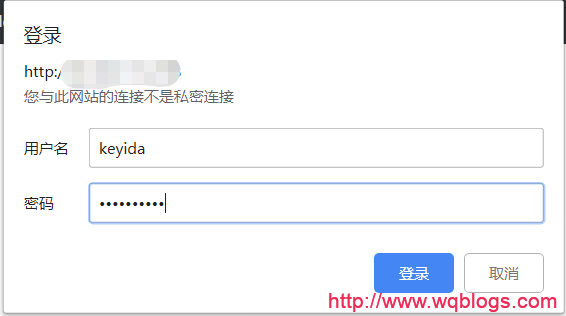 登录
http:/
您与此网站的连接不是私密连接
用户名 keyida
密码 ••••••••••
登录 取消
http://www.wqblogs.com